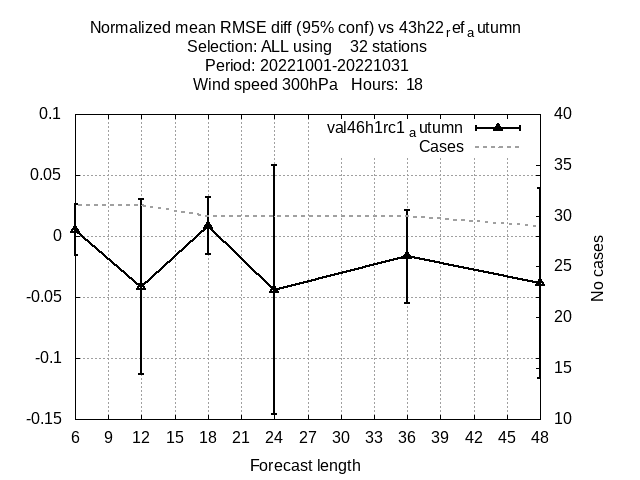 Normalized mean RMSE diff (95% conf) vs 43h22refautumn
Selection: ALL using 32 stations
Period: 20221001-20221031
Wind speed 300hPa Hours: 18
val46h1rc1autumn
Cases
0.1
0.05
0
-0.05
-0.1
-0.15
40
35
30
25
20
15
10
No cases
6 9 12 15 18 21 24 27 30 33 36 39 42 45 48
Forecast length